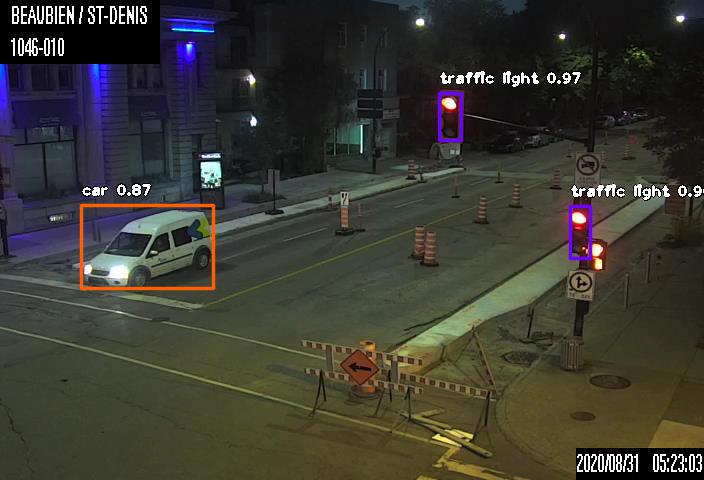 BEAUBIEN / ST-DENIS
1046-010
traffic light 0.97
car 0.87
traffic light 0.9
2020/08/31 05:23:03